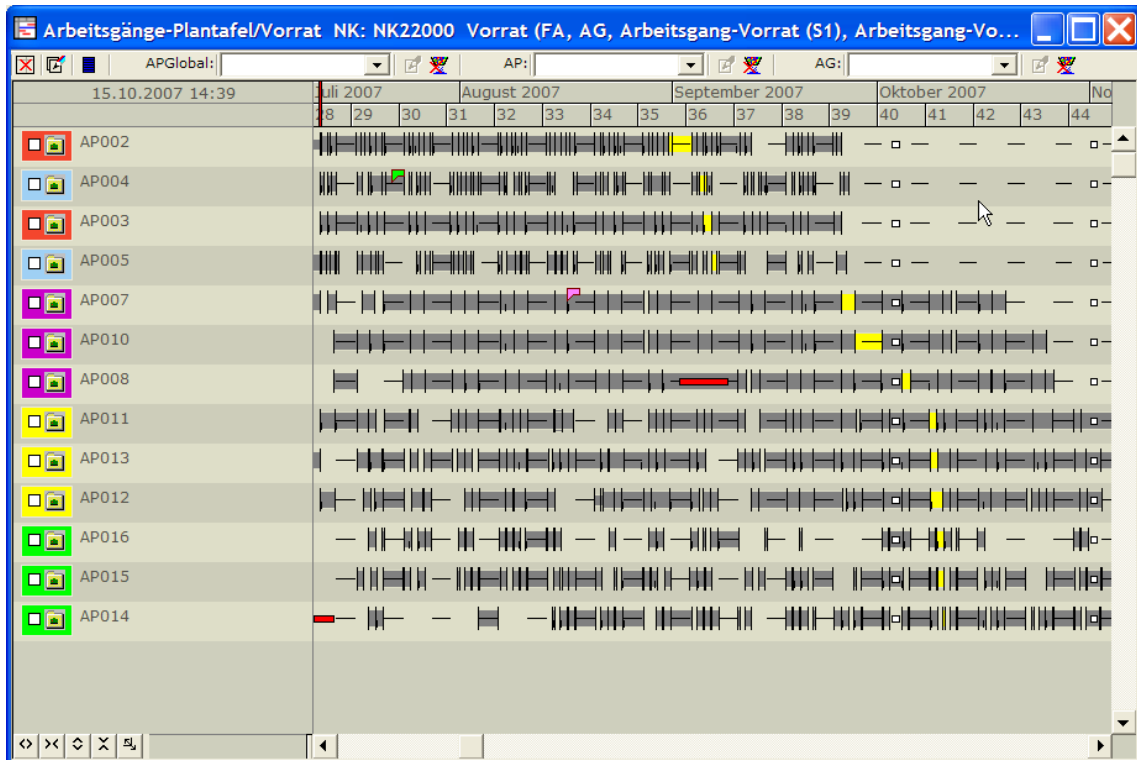 Arbeitsgänge-Plantafel/Vorrat NK: NK22000 Vorrat (FA, AG, Arbeitsgang-Vorrat (S1), Arbeitsgang-Vo...
APGlobal: AP: AG:
15.10.2007 14:39 uli 2007 August 2007 September 2007 Oktober 2007 No
28 29 30 31 32 33 34 35 36 37 38 39 40 41 42 43 44
AP002
AP004
AP003
AP005
AP007
AP010
AP008
AP011
AP013
AP012
AP016
AP015
AP014